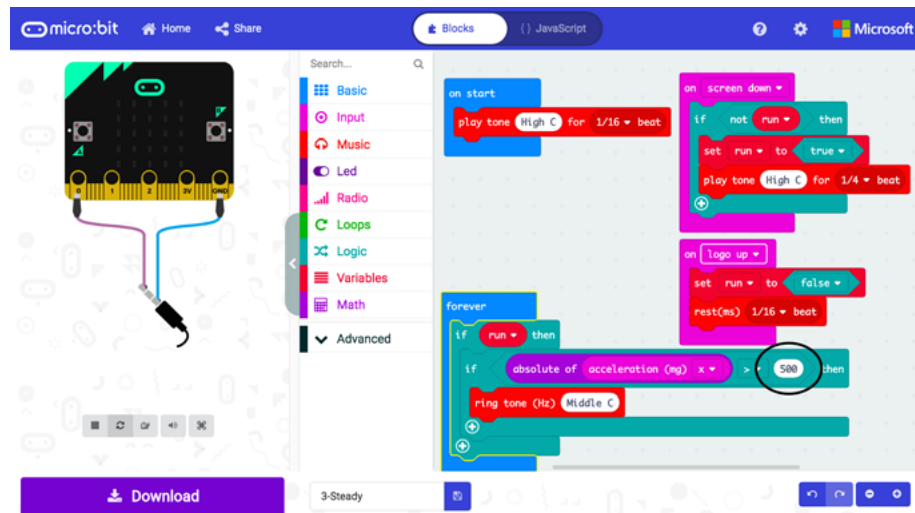 micro:bit Home Share Blocks {} JavaScript ? Microsoft
Search...
Basic
Input
Music
Led
Radio
Loops
Logic
Variables
Math
Advanced
0 1 2 3V GND
on start
play tone High C for 1/16 beat
on screen down
if not run then
set run to true
play tone High C for 1/4 beat
on logo up
set run to false
rest(ms) 1/16 beat
forever
if run then
if absolute of acceleration (mg) x > 500 then
ring tone (Hz) Middle C
Download
3-Steady